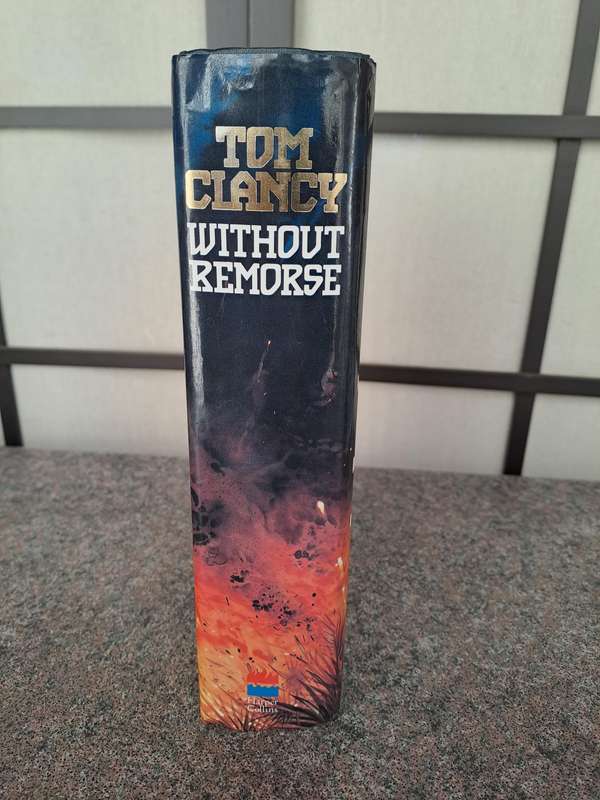 TOM
CLANCY
WITHOUT
REMORSE
Harper
Collins